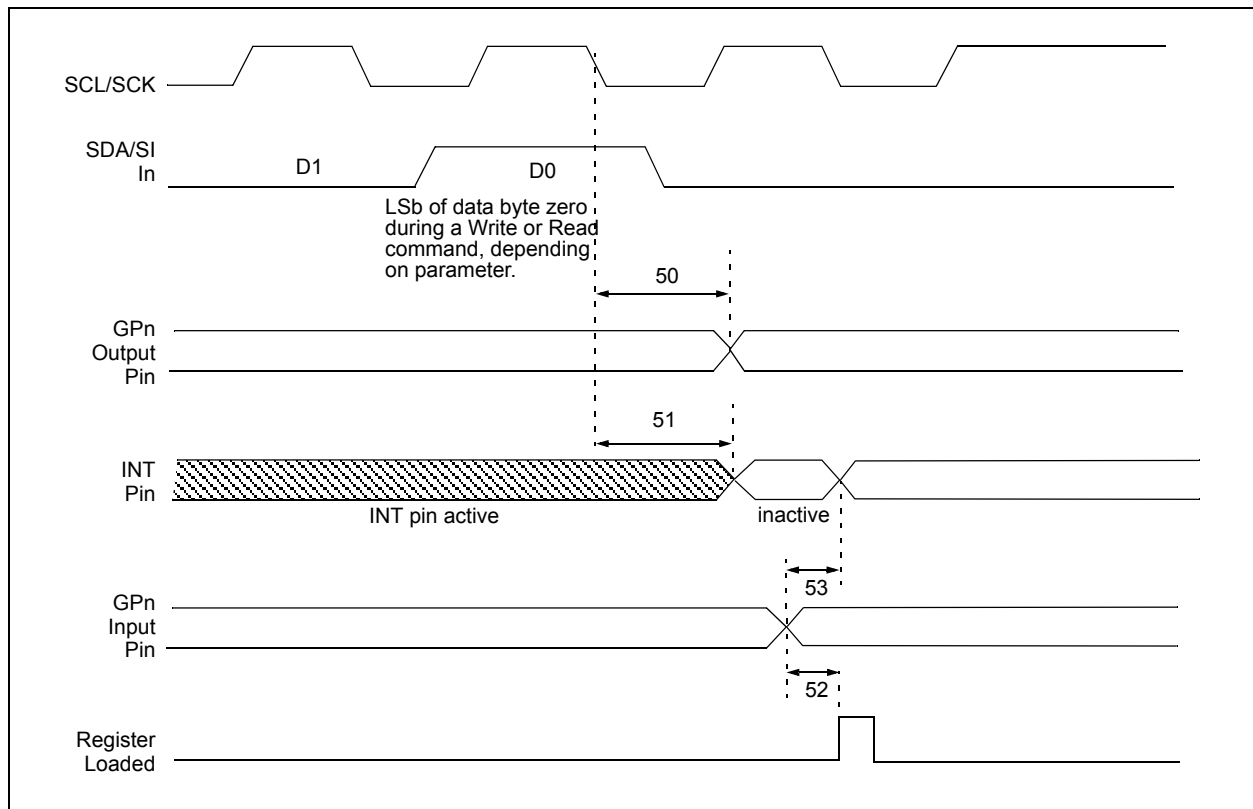 SCL/SCK
SDA/SI
In
D1
D0
LSb of data byte zero
during a Write or Read
command, depending
on parameter.
50
GPn
Output
Pin
51
INT
Pin
INT pin active
inactive
53
GPn
Input
Pin
52
Register
Loaded